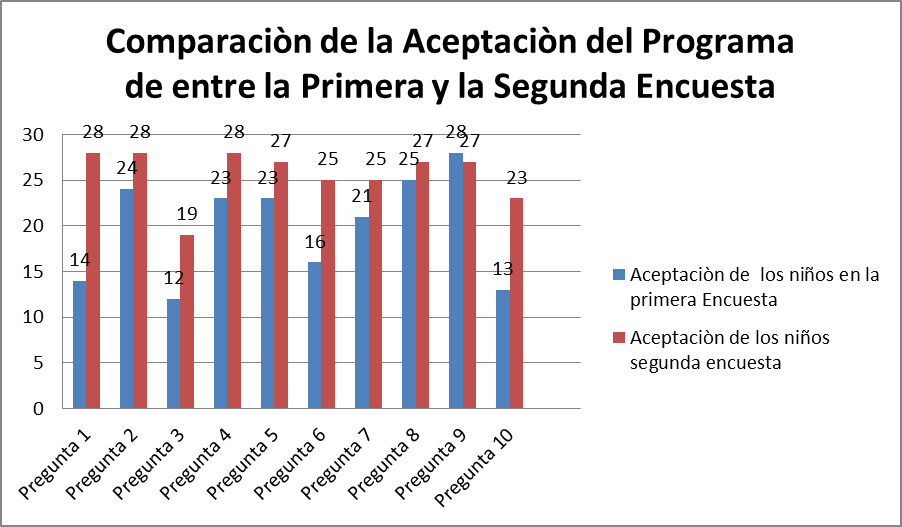 Comparaciòn de la Aceptaciòn del Programa
de entre la Primera y la Segunda Encuesta
30
25
20
15
10
5
0
14
28
24
28
12
19
23
28
23
27
16
25
21
25
25
27
28
27
13
23
Pregunta 1
Pregunta 2
Pregunta 3
Pregunta 4
Pregunta 5
Pregunta 6
Pregunta 7
Pregunta 8
Pregunta 9
Pregunta 10
Aceptaciòn de  los niños en la
primera Encuesta
Aceptaciòn de los niños
segunda encuesta